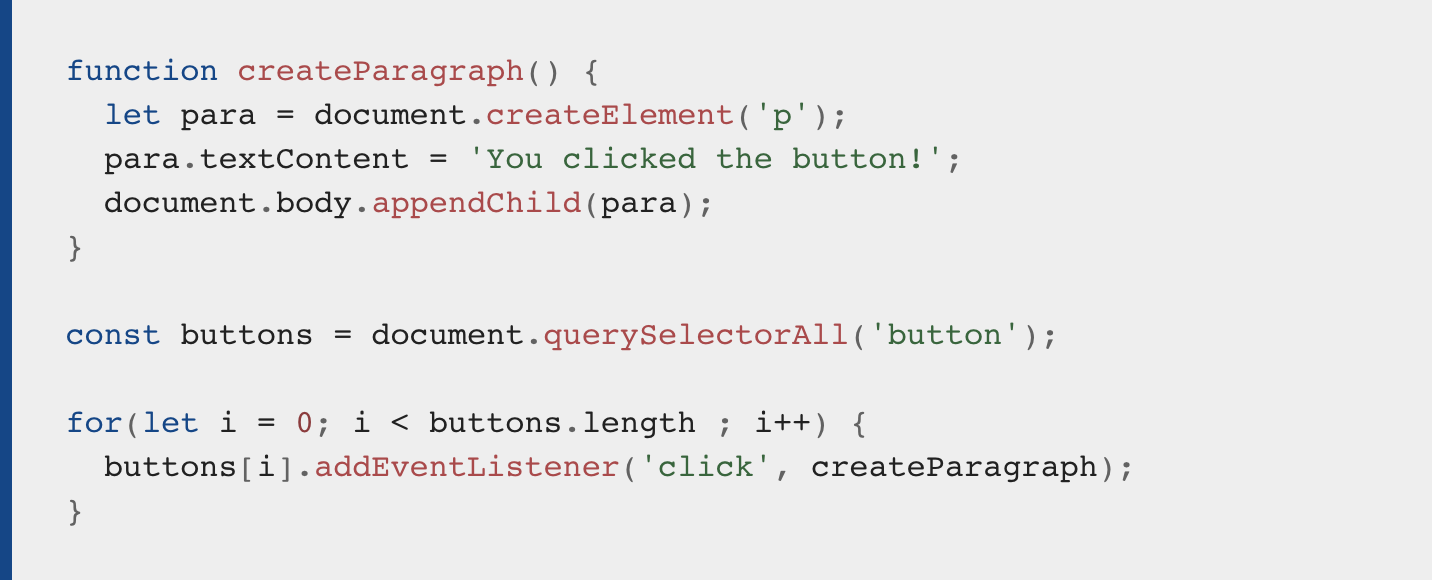 function createParagraph() {
  let para = document.createElement('p');
  para.textContent = 'You clicked the button!';
  document.body.appendChild(para);
}

const buttons = document.querySelectorAll('button');

for(let i = 0; i < buttons.length ; i++) {
  buttons[i].addEventListener('click', createParagraph);
}